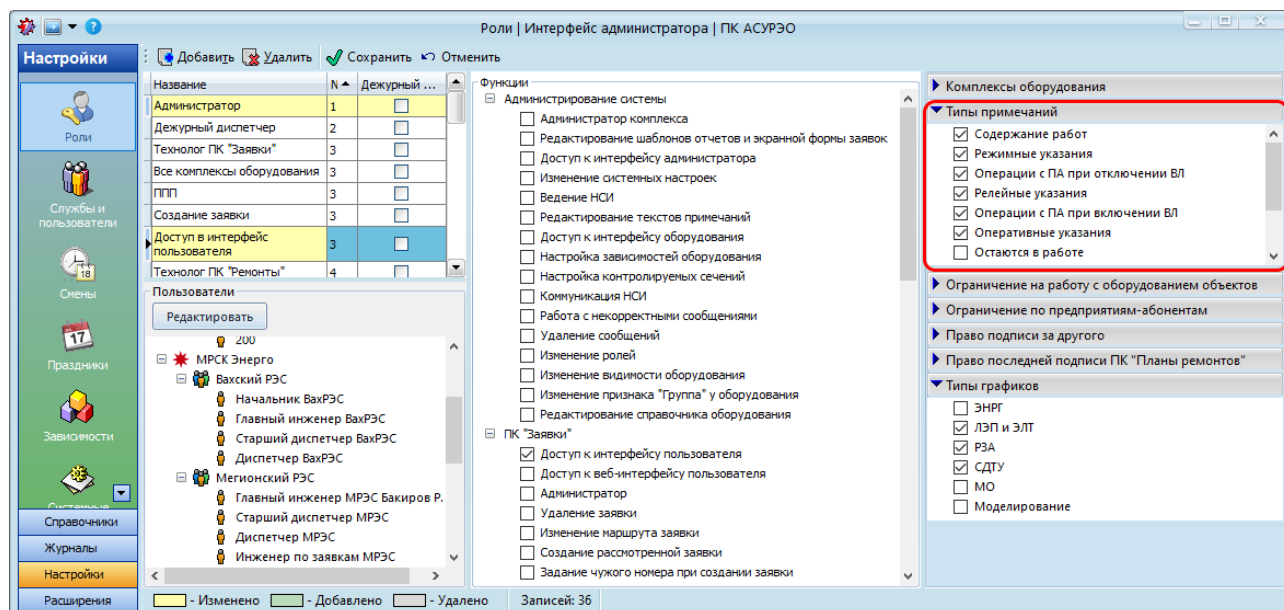 Роли | Интерфейс администратора | ПК АСУРЭО
Настройки
Добавить
Удалить
Сохранить
Отменить
Роли
Службы и
пользователи
18
Смены
17
Праздники
Зависимости
Системные
Справочники
Журналы
Настройки
Расширения
Название N Дежурный ...
Администратор 1
Дежурный диспетчер 2
Технолог ПК "Заявки" 3
Все комплексы оборудования 3
ППП 3
Создание заявки 3
Доступ в интерфейс
пользователя 3
Технолог ПК "Ремонты" 4
Пользователи
Редактировать
200
МРСК Энерго
Вахский РЭС
Начальник ВахРЭС
Главный инженер ВахРЭС
Старший диспетчер ВахРЭС
Диспетчер ВахРЭС
Мегионский РЭС
Главный инженер МРЭС Бакиров Р.
Старший диспетчер МРЭС
Диспетчер МРЭС
Инженер по заявкам МРЭС
Функции
Администрирование системы
Администратор комплекса
Редактирование шаблонов отчетов и экранной формы заявок
Доступ к интерфейсу администратора
Изменение системных настроек
Ведение НСИ
Редактирование текстов примечаний
Доступ к интерфейсу оборудования
Настройка зависимостей оборудования
Настройка контролируемых сечений
Коммуникация НСИ
Работа с некорректными сообщениями
Удаление сообщений
Изменение ролей
Изменение видимости оборудования
Изменение признака "Группа" у оборудования
Редактирование справочника оборудования
ПК "Заявки"
Доступ к интерфейсу пользователя
Доступ к веб-интерфейсу пользователя
Администратор
Удаление заявки
Изменение маршрута заявки
Создание рассмотренной заявки
Задание чужого номера при создании заявки
Комплексы оборудования
Типы примечаний
Содержание работ
Режимные указания
Операции с ПА при отключении ВЛ
Релейные указания
Операции с ПА при включении ВЛ
Оперативные указания
Остаются в работе
Ограничение на работу с оборудованием объектов
Ограничение по предприятиям-абонентам
Право подписи за другого
Право последней подписи ПК "Планы ремонтов"
Типы графиков
ЭНРГ
ЛЭП и ЭЛТ
РЗА
СДТУ
МО
Моделирование
- Изменено - Добавлено - Удалено Записей: 36